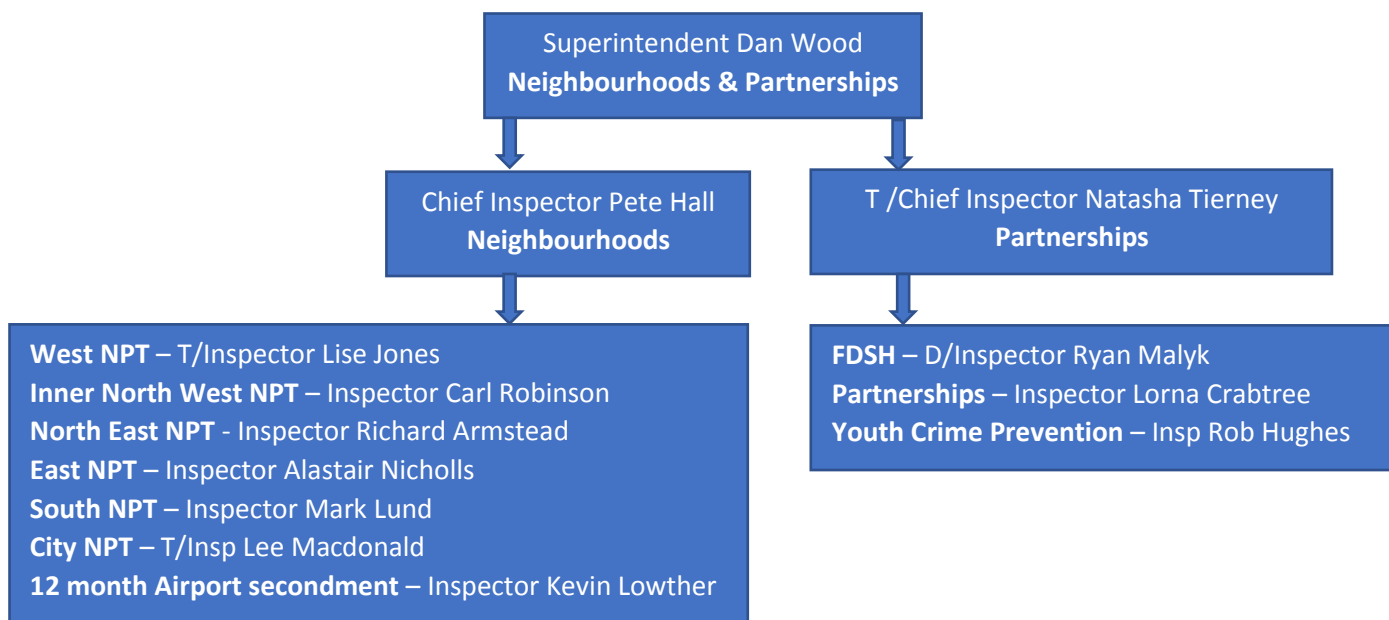 Superintendent Dan Wood
Neighbourhoods & Partnerships
Chief Inspector Pete Hall
Neighbourhoods
T /Chief Inspector Natasha Tierney
Partnerships
West NPT – T/Inspector Lise Jones
Inner North West NPT – Inspector Carl Robinson
North East NPT - Inspector Richard Armstead
East NPT – Inspector Alastair Nicholls
South NPT – Inspector Mark Lund
City NPT – T/Insp Lee Macdonald
12 month Airport secondment – Inspector Kevin Lowther
FDSH – D/Inspector Ryan Malyk
Partnerships – Inspector Lorna Crabtree
Youth Crime Prevention – Insp Rob Hughes